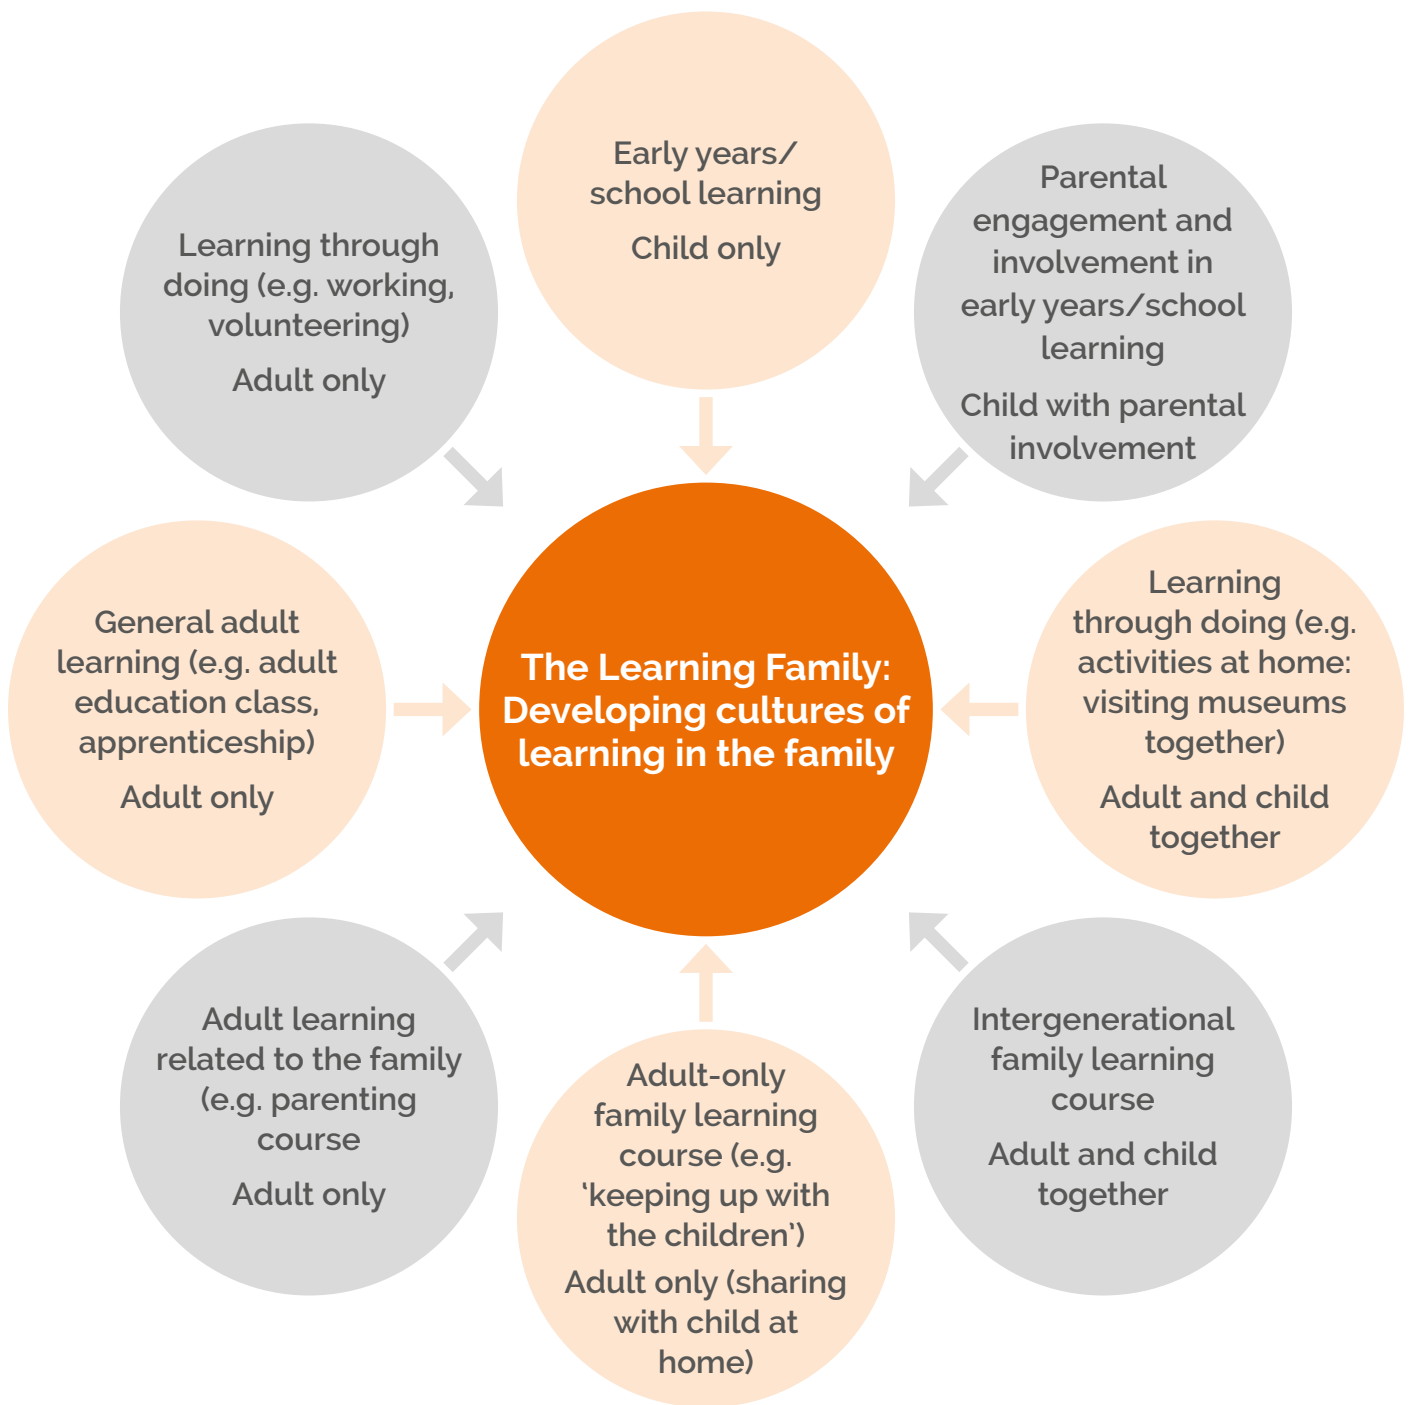 Early years/
school learning
Child only
Parental
engagement and
involvement in
early years/school
learning
Child with parental
involvement
Learning
through doing (e.g.
activities at home:
visiting museums
together)
Adult and child
together
Intergenerational
family learning
course
Adult and child
together
Adult-only
family learning
course (e.g.
‘keeping up with
the children’)
Adult only (sharing
with child at
home)
Adult learning
related to the family
(e.g. parenting
course
Adult only
General adult
learning (e.g. adult
education class,
apprenticeship)
Adult only
Learning through
doing (e.g. working,
volunteering)
Adult only
The Learning Family:
Developing cultures of
learning in the family